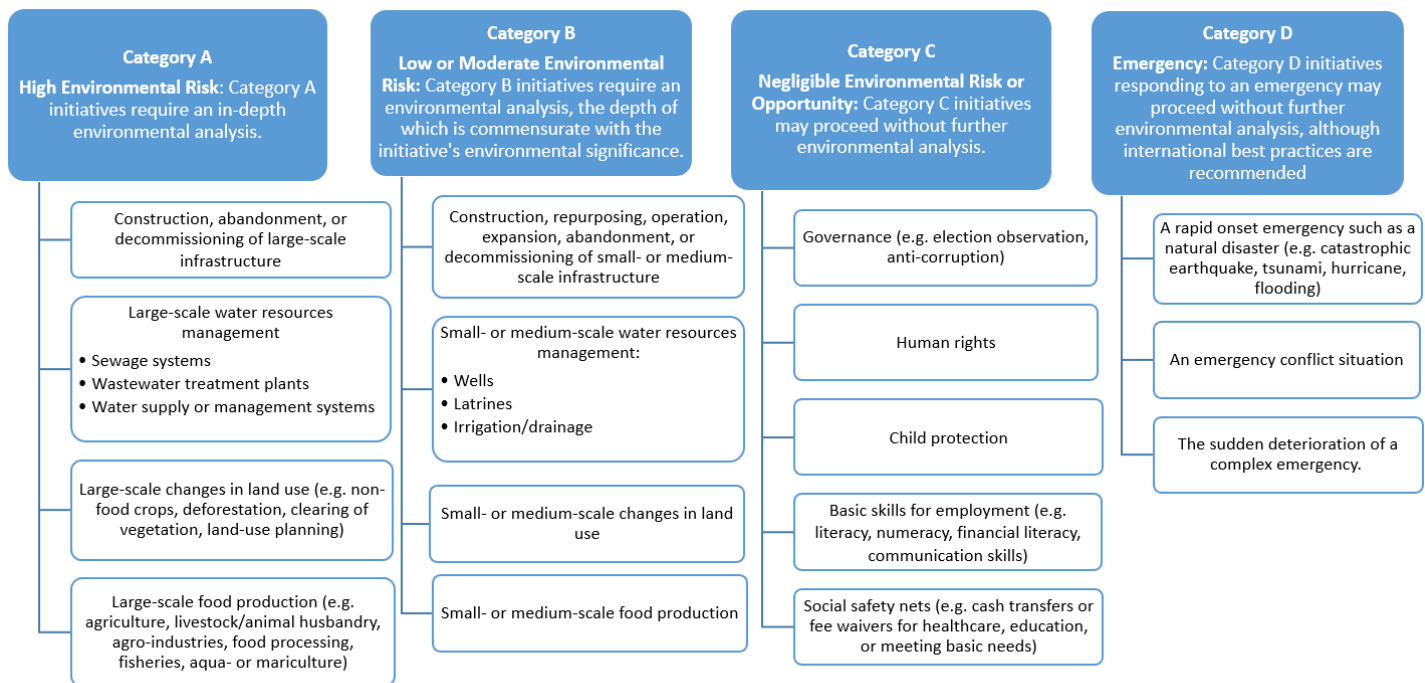 Category A
High Environmental Risk: Category A
initiatives require an in-depth
environmental analysis.
Construction, abandonment, or
decommissioning of large-scale
infrastructure
Large-scale water resources
management
• Sewage systems
• Wastewater treatment plants
• Water supply or management systems
Large-scale changes in land use (e.g. non-
food crops, deforestation, clearing of
vegetation, land-use planning)
Large-scale food production (e.g.
agriculture, livestock/animal husbandry,
agro-industries, food processing,
fisheries, aqua- or mariculture)
Category B
Low or Moderate Environmental
Risk: Category B initiatives require an
environmental analysis, the depth of
which is commensurate with the
initiative's environmental significance.
Construction, repurposing, operation,
expansion, abandonment, or
decommissioning of small- or medium-
scale infrastructure
Small- or medium-scale water resources
management:
• Wells
• Latrines
• Irrigation/drainage
Small- or medium-scale changes in land
use
Small- or medium-scale food production
Category C
Negligible Environmental Risk or
Opportunity: Category C initiatives
may proceed without further
environmental analysis.
Governance (e.g. election observation,
anti-corruption)
Human rights
Child protection
Basic skills for employment (e.g.
literacy, numeracy, financial literacy,
communication skills)
Social safety nets (e.g. cash transfers or
fee waivers for healthcare, education,
or meeting basic needs)
Category D
Emergency: Category D initiatives
responding to an emergency may
proceed without further
environmental analysis, although
international best practices are
recommended
A rapid onset emergency such as a
natural disaster (e.g. catastrophic
earthquake, tsunami, hurricane,
flooding)
An emergency conflict situation
The sudden deterioration of a
complex emergency.